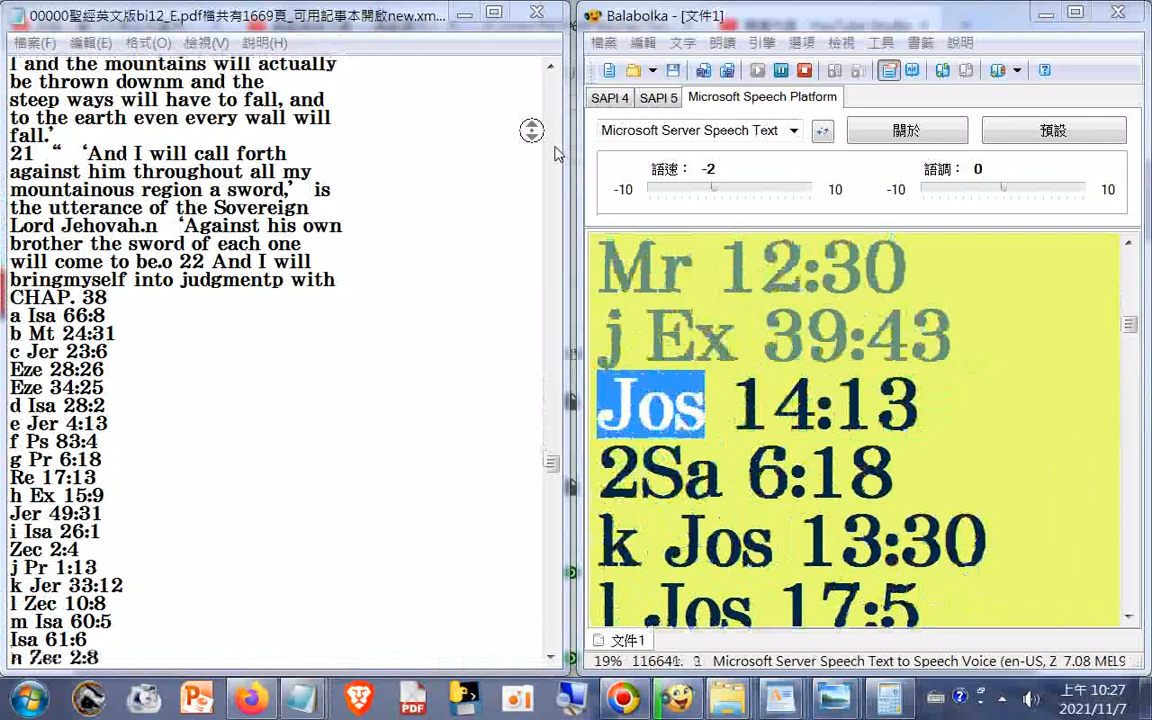 00000聖經英文版bi12_E.pdf檔共有1669頁_可用記事本開啟new.xm...
檔案(F) 編輯(E) 格式(O) 檢視(V) 說明(H)
l and the mountains will actually
be thrown downm and the
steep ways will have to fall, and
to the earth even every wall will
fall.’
21 “ ‘And I will call forth
against him throughout all my
mountainous region a sword,’ is
the utterance of the Sovereign
Lord Jehovah.n ‘Against his own
brother the sword of each one
will come to be.o 22 And I will
bringmyself into judgmentp with
CHAP. 38
a Isa 66:8
b Mt 24:31
c Jer 23:6
Eze 28:26
Eze 34:25
d Isa 28:2
e Jer 4:13
f Ps 83:4
g Pr 6:18
Re 17:13
h Ex 15:9
Jer 49:31
i Isa 26:1
Zec 2:4
j Pr 1:13
k Jer 33:12
l Zec 10:8
m Isa 60:5
Isa 61:6
n Zec 2:8
Balabolka - [文件1]
檔案 編輯 文字 朗讀 引擎 選項 檢視 工具 書籤 說明
SAPI 4 SAPI 5 Microsoft Speech Platform
Microsoft Server Speech Text 關於 預設
語速: -2 語調: 0
-10 10 -10 10
Mr 12:30
j Ex 39:43
Jos 14:13
2Sa 6:18
k Jos 13:30
l Jos 17:5
文件1
19% Microsoft Server Speech Text to Speech Voice (en-US, Z
上午 10:27
2021/11/7